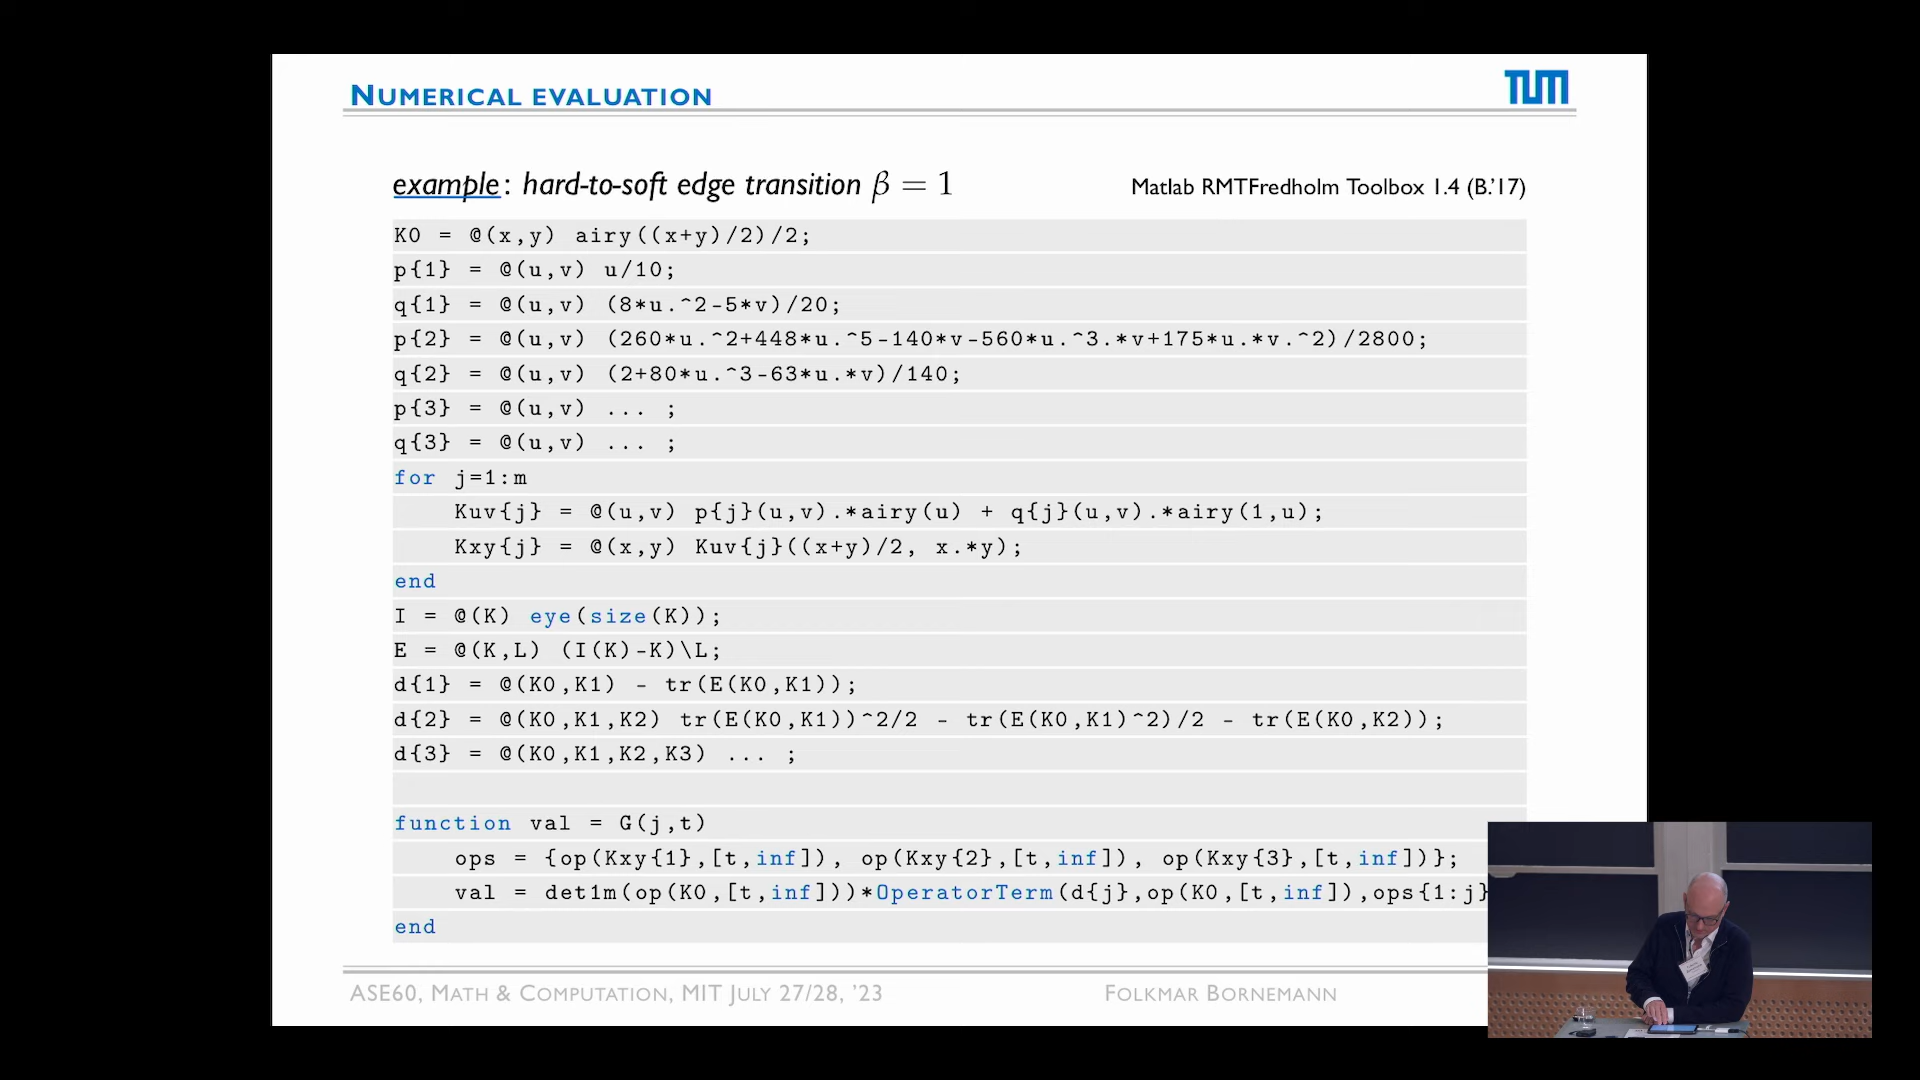 NUMERICAL EVALUATION
TUM
example: hard-to-soft edge transition β = 1
Matlab RMTFredholm Toolbox 1.4 (B.'17)
K0 = @(x,y) airy((x+y)/2)/2;
p{1} = @(u,v) u/10;
q{1} = @(u,v) (8*u.^2-5*v)/20;
p{2} = @(u,v) (260*u.^2+448*u.^5-140*v-560*u.^3.*v+175*u.*v.^2)/2800;
q{2} = @(u,v) (2+80*u.^3-63*u.*v)/140;
p{3} = @(u,v) ... ;
q{3} = @(u,v) ... ;
for j=1:m
Kuv{j} = @(u,v) p{j}(u,v).*airy(u) + q{j}(u,v).*airy(1,u);
Kxy{j} = @(x,y) Kuv{j}((x+y)/2, x.*y);
end
I = @(K) eye(size(K));
E = @(K,L) (I(K)-K)\L;
d{1} = @(K0,K1) - tr(E(K0,K1));
d{2} = @(K0,K1,K2) tr(E(K0,K1))^2/2 - tr(E(K0,K1)^2)/2 - tr(E(K0,K2));
d{3} = @(K0,K1,K2,K3) ... ;
function val = G(j,t)
ops = {op(Kxy{1},[t,inf]), op(Kxy{2},[t,inf]), op(Kxy{3},[t,inf])};
val = det1m(op(K0,[t,inf]))*OperatorTerm(d{j},op(K0,[t,inf]),ops{1:j}
end
ASE60, MATH & COMPUTATION, MIT JULY 27/28, '23
FOLKMAR BORNEMANN